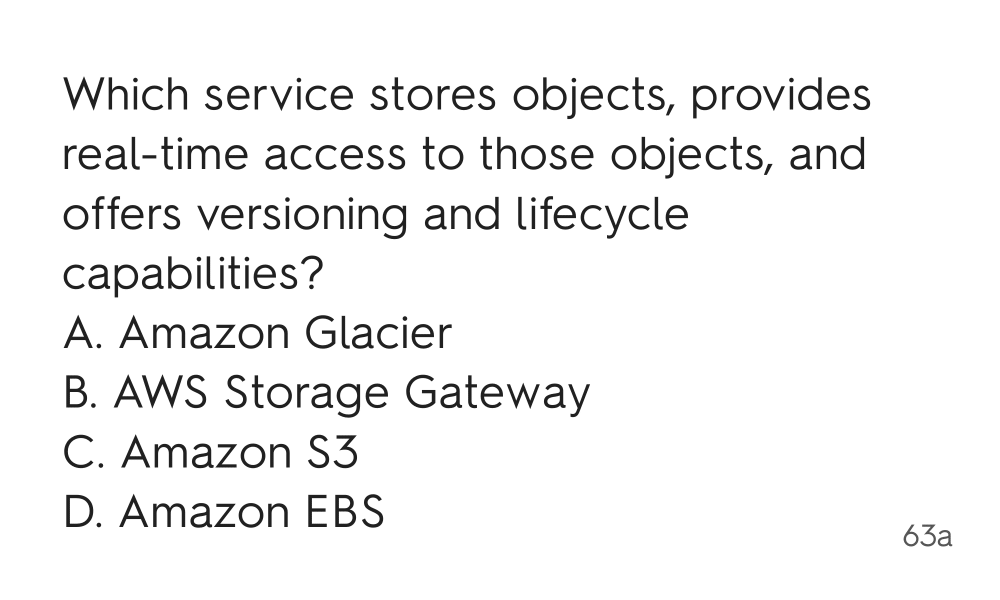 Which service stores objects, provides
real-time access to those objects, and
offers versioning and lifecycle
capabilities?
A. Amazon Glacier
B. AWS Storage Gateway
C. Amazon S3
D. Amazon EBS
63a